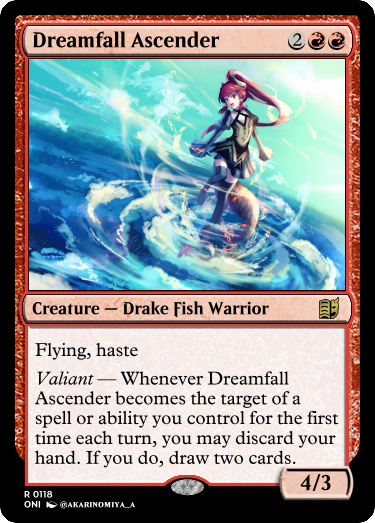 Dreamfall Ascender 2
Creature — Drake Fish Warrior
Flying, haste
Valiant — Whenever Dreamfall
Ascender becomes the target of a
spell or ability you control for the first
time each turn, you may discard your
hand. If you do, draw two cards.
4/3
R 0118
ONI @AKARINOMIYA_A